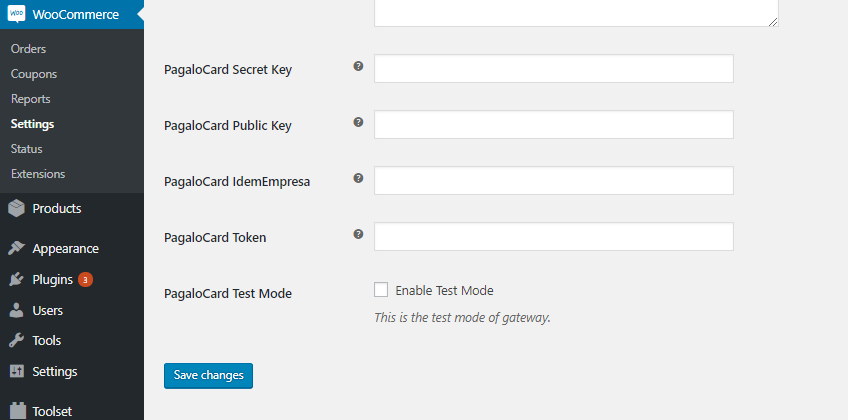 WooCommerce
Orders
Coupons
Reports
Settings
Status
Extensions
Products
Appearance
Plugins 3
Users
Tools
Settings
Toolset
PagaloCard Secret Key ?
PagaloCard Public Key ?
PagaloCard IdemEmpresa ?
PagaloCard Token ?
PagaloCard Test Mode
Enable Test Mode
This is the test mode of gateway.
Save changes